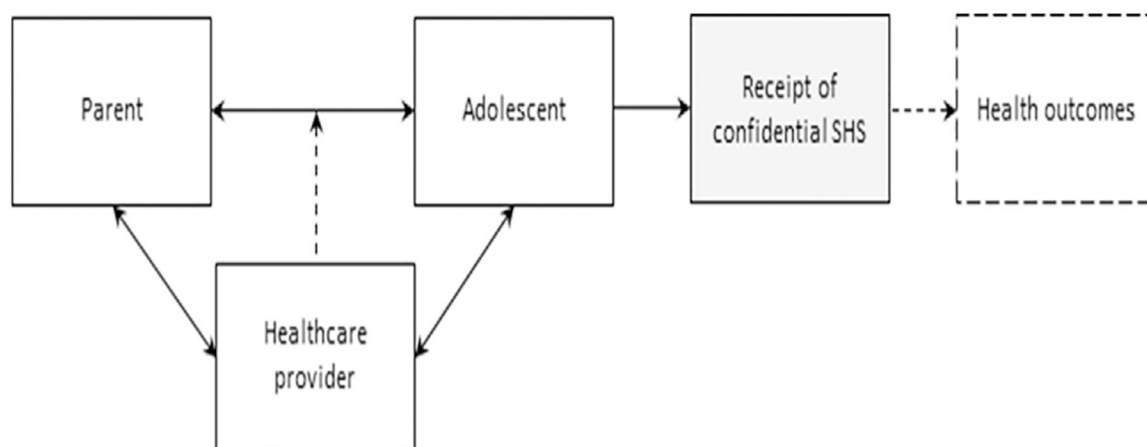 Parent
Adolescent
Receipt of
confidential SHS
Health outcomes
Healthcare
provider